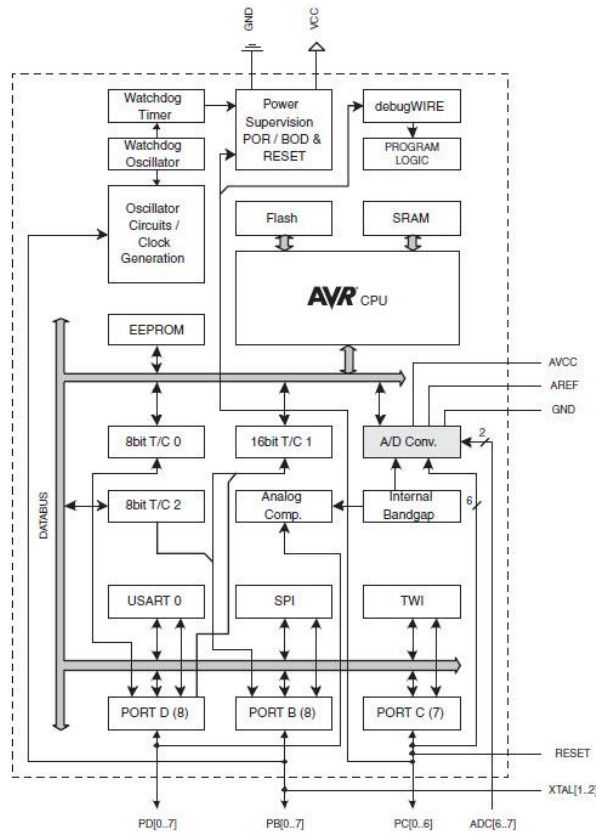 GND
VCC
Watchdog
Timer
Power
Supervision
POR / BOD &
RESET
debugWIRE
Watchdog
Oscillator
PROGRAM
LOGIC
Oscillator
Circuits /
Clock
Generation
Flash
SRAM
AVR® CPU
EEPROM
AVCC
AREF
GND
8bit T/C 0
16bit T/C 1
A/D Conv.
2
DATABUS
8bit T/C 2
Analog
Comp.
Internal
Bandgap
6
USART 0
SPI
TWI
PORT D (8)
PORT B (8)
PORT C (7)
RESET
XTAL[1..2]
PD[0..7]
PB[0..7]
PC[0..6]
ADC[6..7]